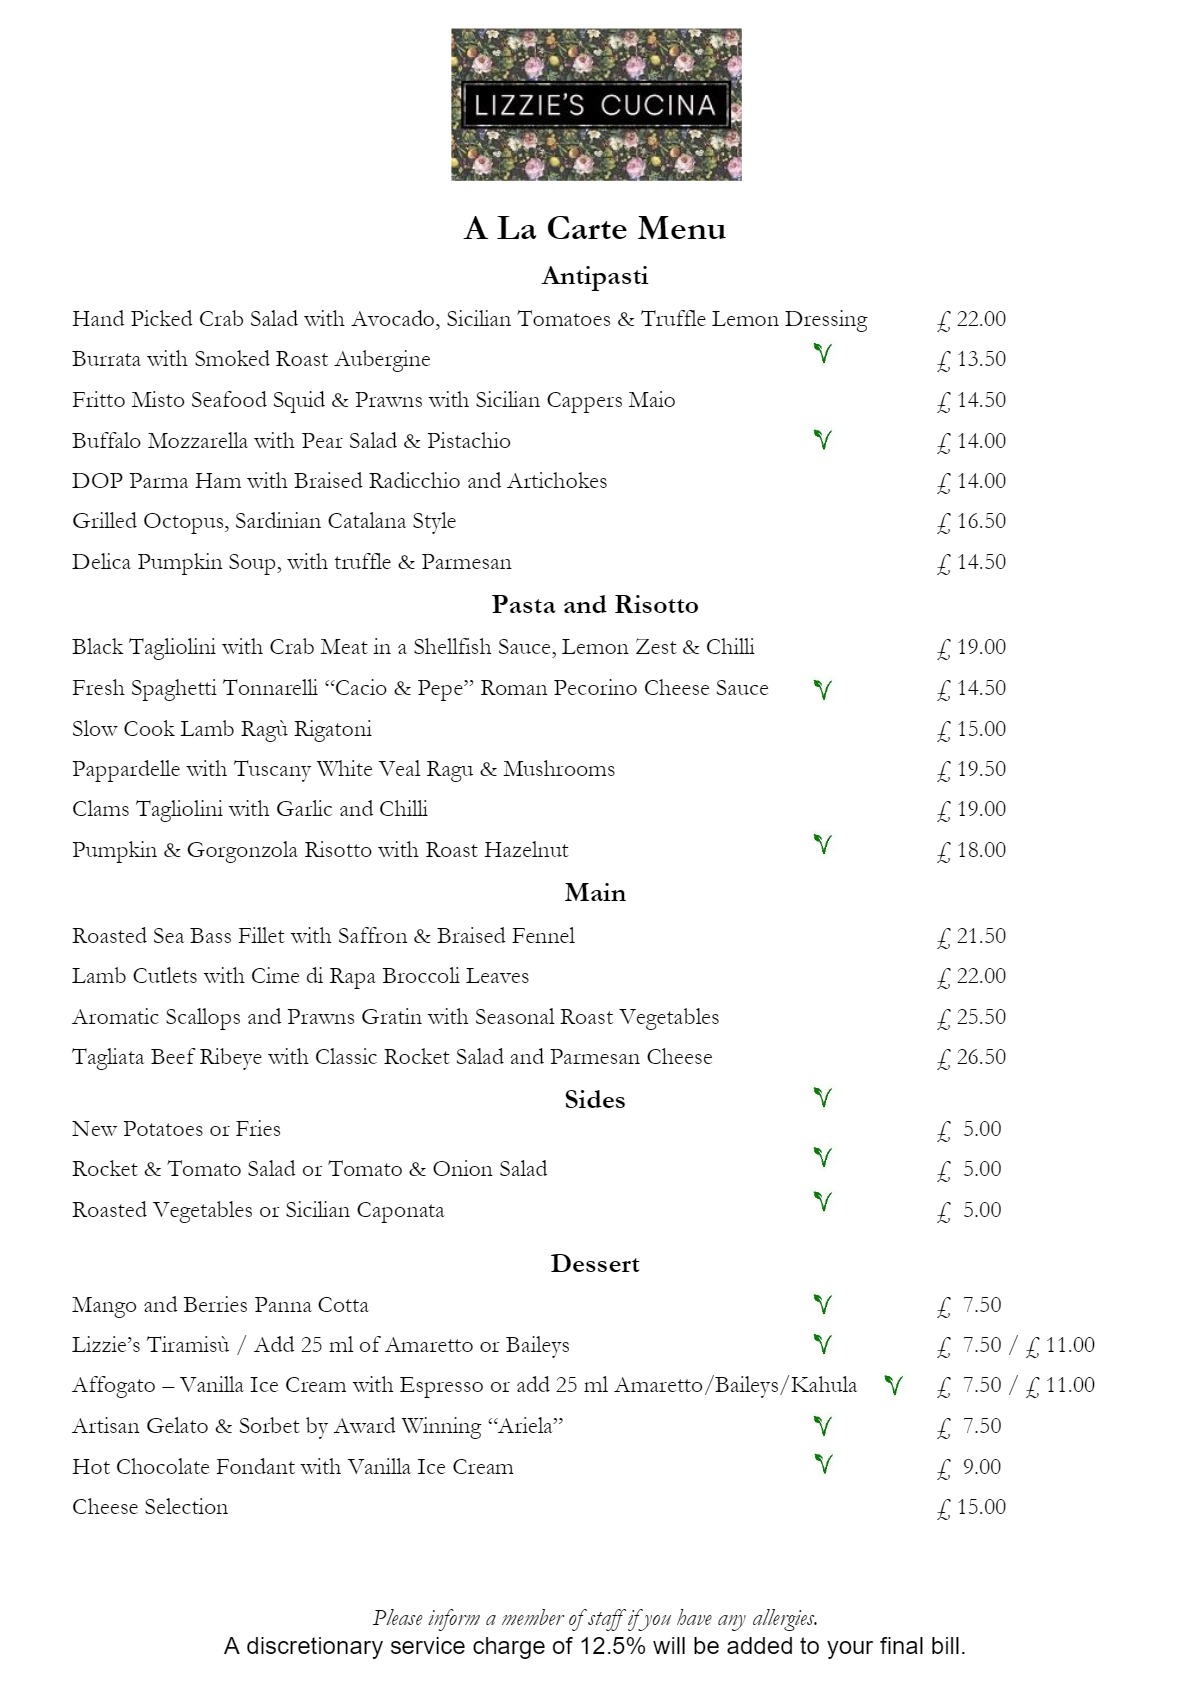 LIZZIE'S CUCINA
A La Carte Menu
Antipasti
Hand Picked Crab Salad with Avocado, Sicilian Tomatoes & Truffle Lemon Dressing £ 22.00
Burrata with Smoked Roast Aubergine V £ 13.50
Fritto Misto Seafood Squid & Prawns with Sicilian Cappers Maio £ 14.50
Buffalo Mozzarella with Pear Salad & Pistachio V £ 14.00
DOP Parma Ham with Braised Radicchio and Artichokes £ 14.00
Grilled Octopus, Sardinian Catalana Style £ 16.50
Delica Pumpkin Soup, with truffle & Parmesan £ 14.50
Pasta and Risotto
Black Tagliolini with Crab Meat in a Shellfish Sauce, Lemon Zest & Chilli £ 19.00
Fresh Spaghetti Tonnarelli “Cacio & Pepe” Roman Pecorino Cheese Sauce V £ 14.50
Slow Cook Lamb Ragù Rigatoni £ 15.00
Pappardelle with Tuscany White Veal Ragu & Mushrooms £ 19.50
Clams Tagliolini with Garlic and Chilli £ 19.00
Pumpkin & Gorgonzola Risotto with Roast Hazelnut V £ 18.00
Main
Roasted Sea Bass Fillet with Saffron & Braised Fennel £ 21.50
Lamb Cutlets with Cime di Rapa Broccoli Leaves £ 22.00
Aromatic Scallops and Prawns Gratin with Seasonal Roast Vegetables £ 25.50
Tagliata Beef Ribeye with Classic Rocket Salad and Parmesan Cheese £ 26.50
Sides V
New Potatoes or Fries £ 5.00
Rocket & Tomato Salad or Tomato & Onion Salad V £ 5.00
Roasted Vegetables or Sicilian Caponata V £ 5.00
Dessert
Mango and Berries Panna Cotta V £ 7.50
Lizzie’s Tiramisù / Add 25 ml of Amaretto or Baileys V £ 7.50 / £ 11.00
Affogato – Vanilla Ice Cream with Espresso or add 25 ml Amaretto/Baileys/Kahula V £ 7.50 / £ 11.00
Artisan Gelato & Sorbet by Award Winning “Ariela” V £ 7.50
Hot Chocolate Fondant with Vanilla Ice Cream V £ 9.00
Cheese Selection £ 15.00
Please inform a member of staff if you have any allergies.
A discretionary service charge of 12.5% will be added to your final bill.